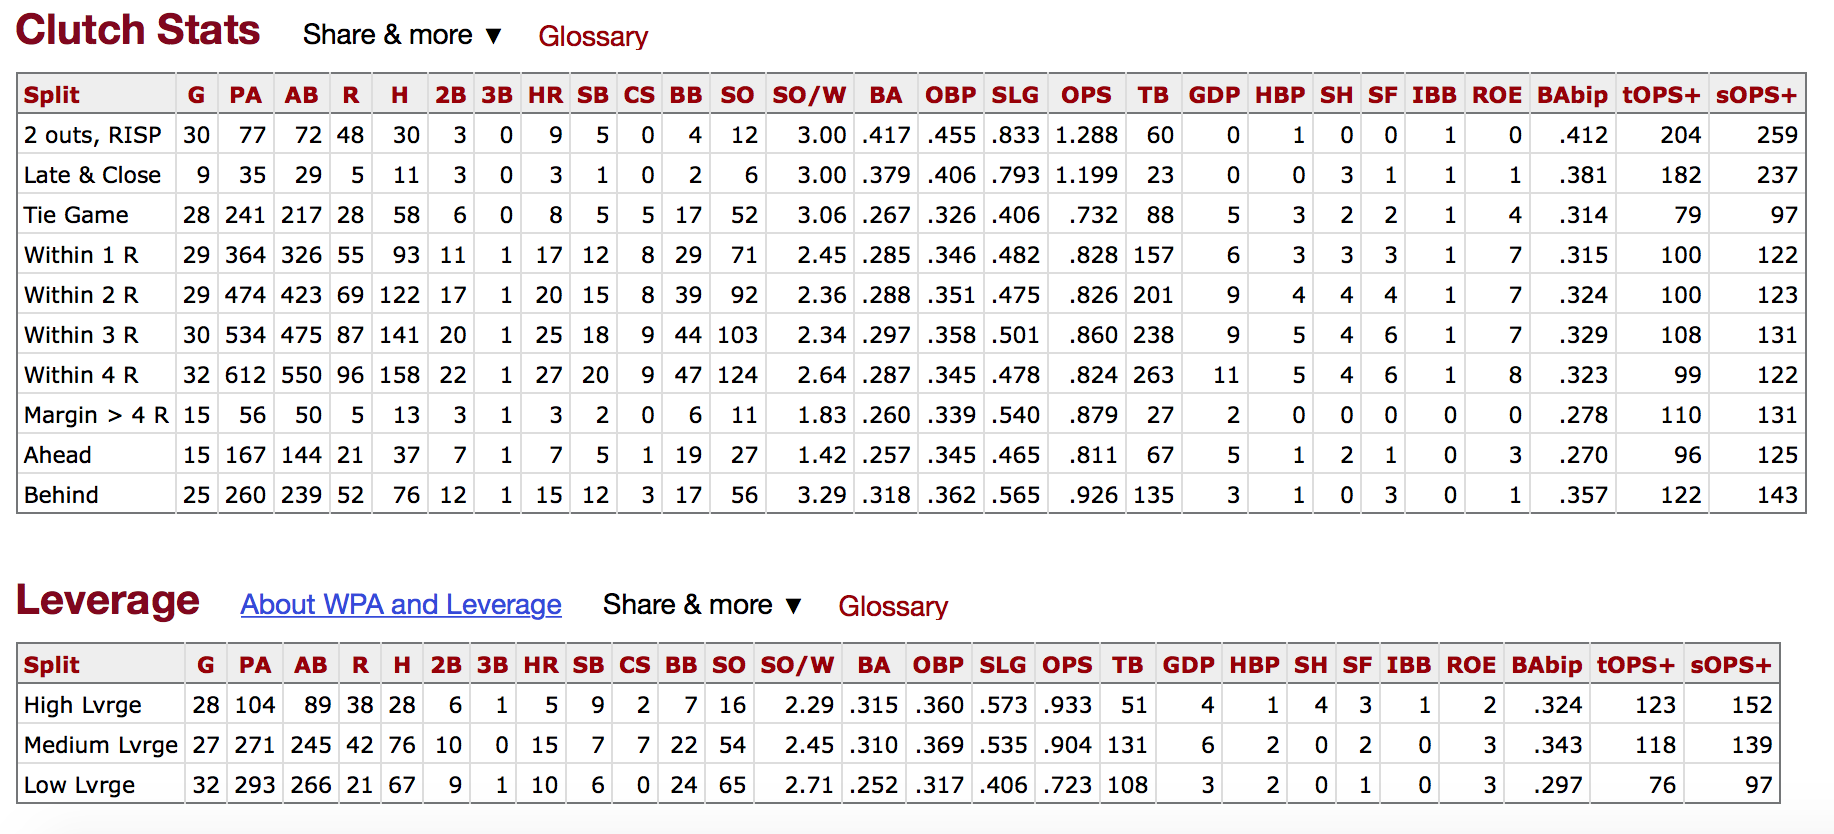 Clutch Stats Share & more ▼ Glossary
Split G PA AB R H 2B 3B HR SB CS BB SO SO/W BA OBP SLG OPS TB GDP HBP SH SF IBB ROE BAbip tOPS+ sOPS+
2 outs, RISP 30 77 72 48 30 3 0 9 5 0 4 12 3.00 .417 .455 .833 1.288 60 0 1 0 0 1 0 .412 204 259
Late & Close 9 35 29 5 11 3 0 3 1 0 2 6 3.00 .379 .406 .793 1.199 23 0 0 3 1 1 1 .381 182 237
Tie Game 28 241 217 28 58 6 0 8 5 5 17 52 3.06 .267 .326 .406 .732 88 5 3 2 2 1 4 .314 79 97
Within 1 R 29 364 326 55 93 11 1 17 12 8 29 71 2.45 .285 .346 .482 .828 157 6 3 3 3 1 7 .315 100 122
Within 2 R 29 474 423 69 122 17 1 20 15 8 39 92 2.36 .288 .351 .475 .826 201 9 4 4 4 1 7 .324 100 123
Within 3 R 30 534 475 87 141 20 1 25 18 9 44 103 2.34 .297 .358 .501 .860 238 9 5 4 6 1 7 .329 108 131
Within 4 R 32 612 550 96 158 22 1 27 20 9 47 124 2.64 .287 .345 .478 .824 263 11 5 4 6 1 8 .323 99 122
Margin > 4 R 15 56 50 5 13 3 1 3 2 0 6 11 1.83 .260 .339 .540 .879 27 2 0 0 0 0 0 .278 110 131
Ahead 15 167 144 21 37 7 1 7 5 1 19 27 1.42 .257 .345 .465 .811 67 5 1 2 1 0 3 .270 96 125
Behind 25 260 239 52 76 12 1 15 12 3 17 56 3.29 .318 .362 .565 .926 135 3 1 0 3 0 1 .357 122 143
Leverage About WPA and Leverage Share & more ▼ Glossary
Split G PA AB R H 2B 3B HR SB CS BB SO SO/W BA OBP SLG OPS TB GDP HBP SH SF IBB ROE BAbip tOPS+ sOPS+
High Lvrge 28 104 89 38 28 6 1 5 9 2 7 16 2.29 .315 .360 .573 .933 51 4 1 4 3 1 2 .324 123 152
Medium Lvrge 27 271 245 42 76 10 0 15 7 7 22 54 2.45 .310 .369 .535 .904 131 6 2 0 2 0 3 .343 118 139
Low Lvrge 32 293 266 21 67 9 1 10 6 0 24 65 2.71 .252 .317 .406 .723 108 3 2 0 1 0 3 .297 76 97